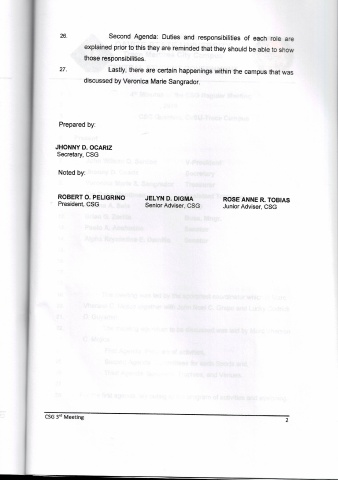 26. Second Agenda: Duties and responsibilities of each role are
explained prior to this they are reminded that they should be able to show
those responsibilities.
27. Lastly, there are certain happenings within the campus that was
discussed by Veronica Marie Sangrador.
Prepared by:
JHONNY D. OCARIZ
Secretary, CSG
Noted by:
ROBERT O. PELIGRINO JELYN D. DIGMA ROSE ANNE R. TOBIAS
President, CSG Senior Adviser, CSG Junior Adviser, CSG
CSG 3rd Meeting 2